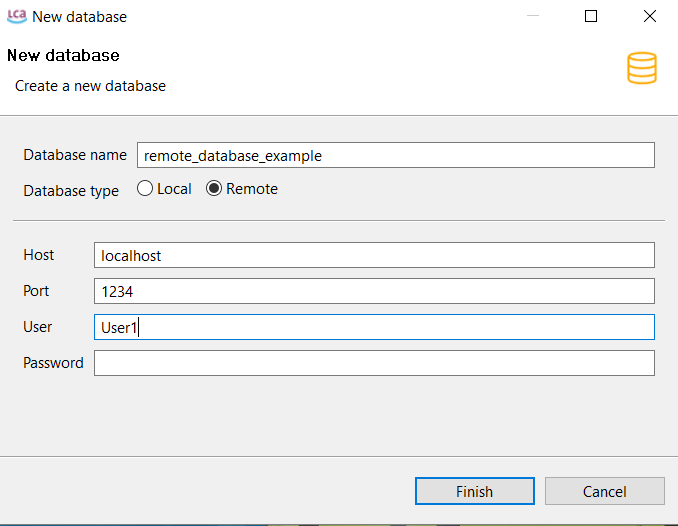 LCA New database
New database
Create a new database
Database name remote_database_example
Database type Local Remote
Host localhost
Port 1234
User User1
Password
Finish Cancel